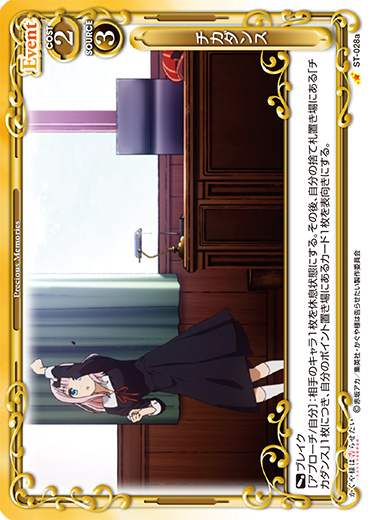 Event
COST
2
SOURCE
3
チカダンス
ST-028a
Precious Memories
ブレイク
[アプローチ/自分]:相手のキャラ1枚を休息状態にする。その後、自分の捨て札置き場にある「チ
カダンス」1枚につき、自分のポイント置き場にあるカード1枚を表向きにする。
かぐや様は告らせたい
©赤坂アカ/集英社・かぐや様は告らせたい製作委員会